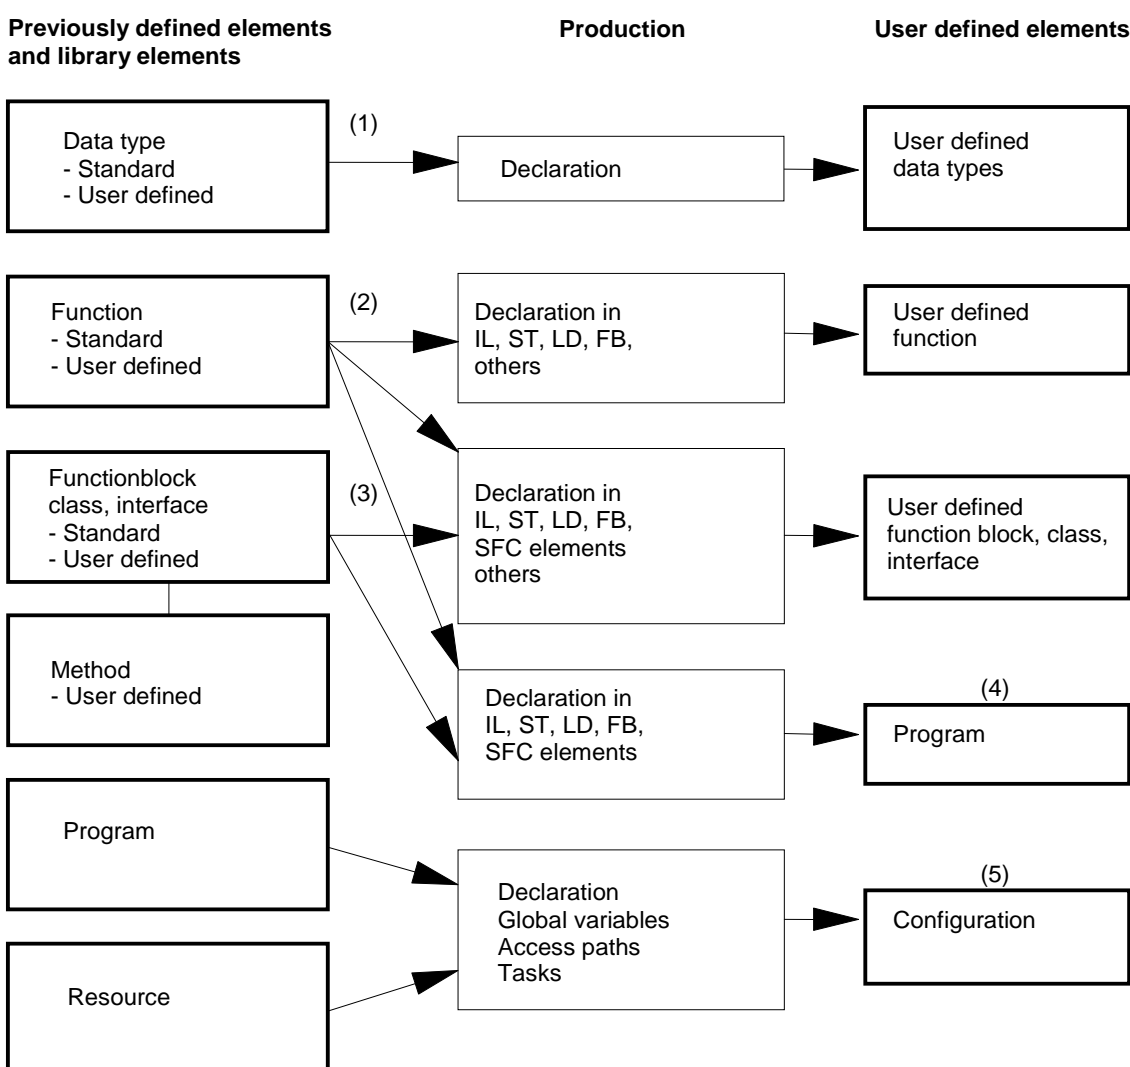 Previously defined elements
and library elements
Production
User defined elements
Data type
- Standard
- User defined
(1)
Declaration
User defined
data types
Function
- Standard
- User defined
(2)
Declaration in
IL, ST, LD, FB,
others
User defined
function
Functionblock
class, interface
- Standard
- User defined
(3)
Declaration in
IL, ST, LD, FB,
SFC elements
others
User defined
function block, class,
interface
Method
- User defined
Declaration in
IL, ST, LD, FB,
SFC elements
(4)
Program
Program
Declaration
Global variables
Access paths
Tasks
(5)
Configuration
Resource